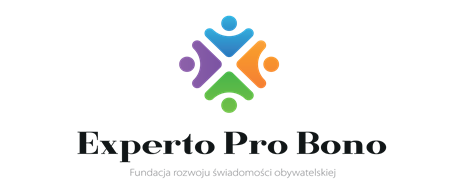 Experto Pro Bono
Fundacja rozwoju świadomości obywatelskiej